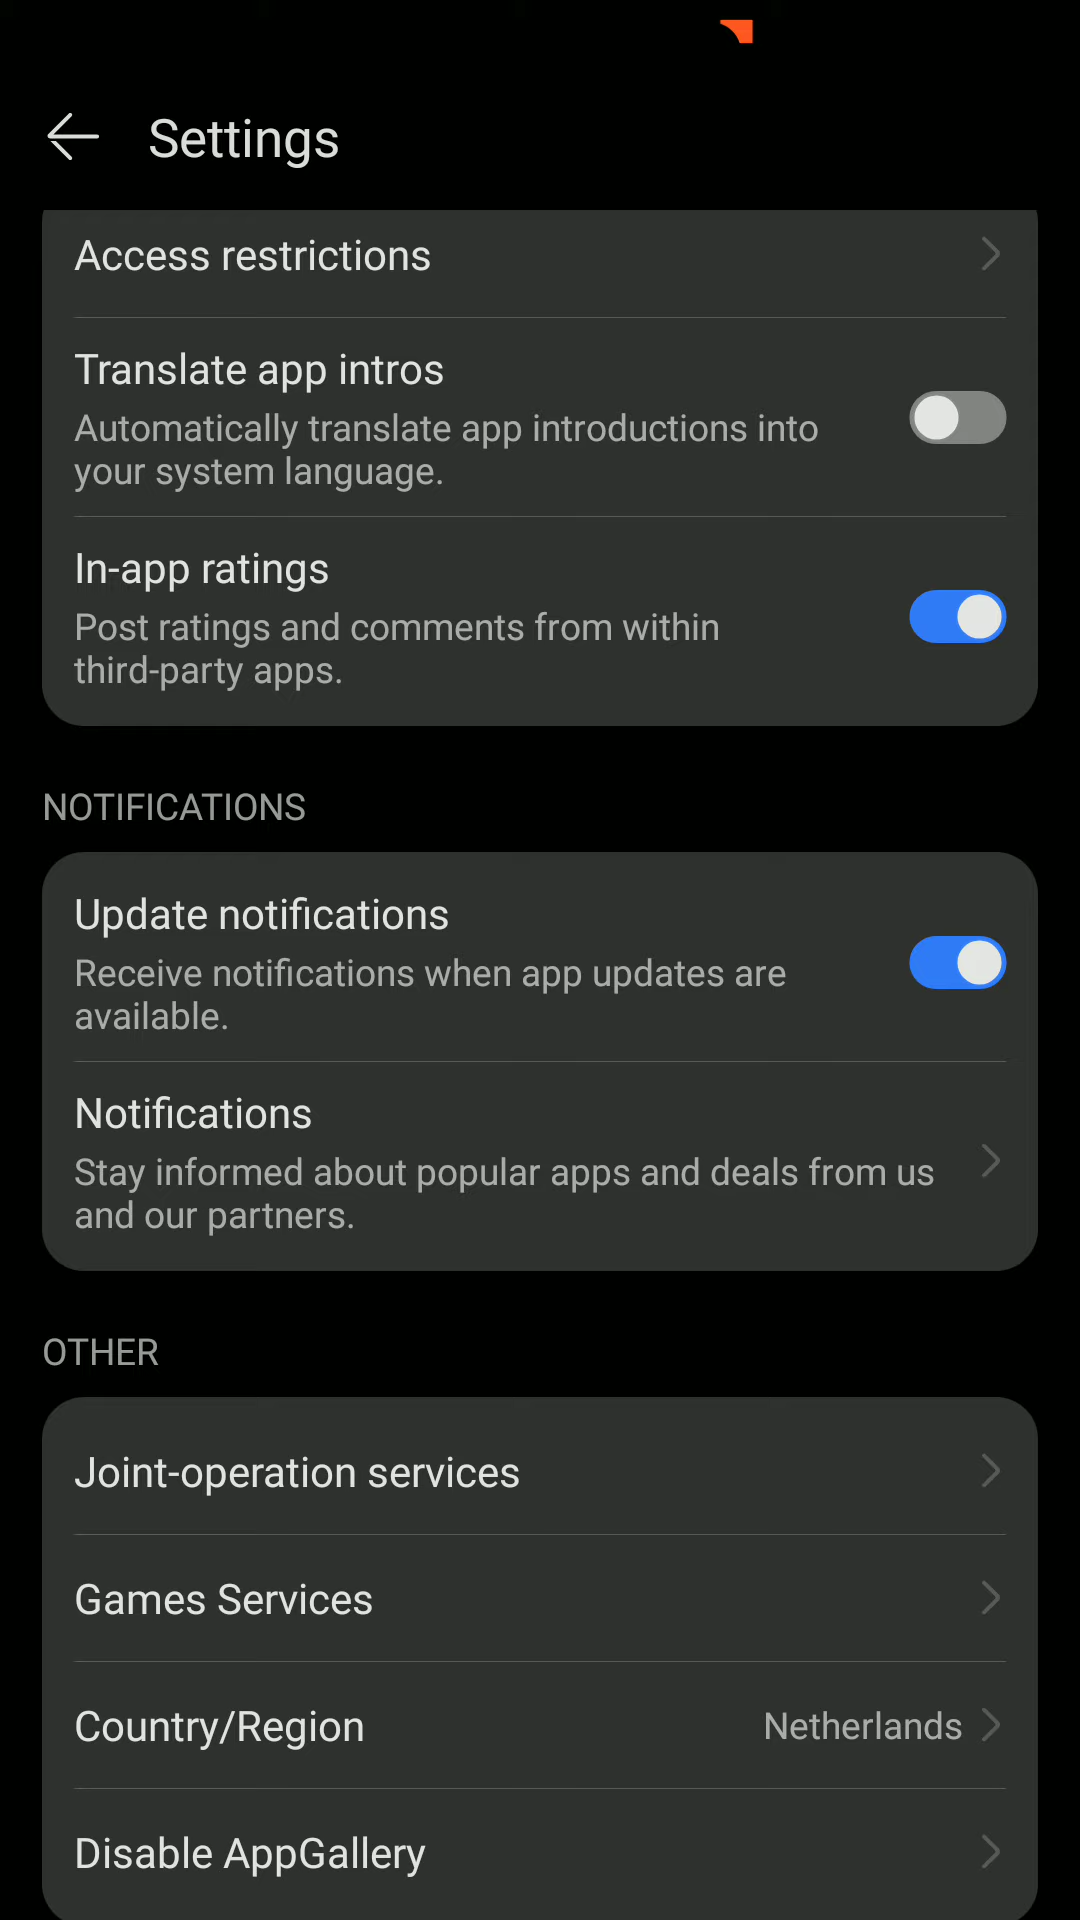 Settings
Access restrictions
Translate app intros
Automatically translate app introductions into
your system language.
In-app ratings
Post ratings and comments from within
third-party apps.
NOTIFICATIONS
Update notifications
Receive notifications when app updates are
available.
Notifications
Stay informed about popular apps and deals from us
and our partners.
OTHER
Joint-operation services
Games Services
Country/Region Netherlands
Disable AppGallery